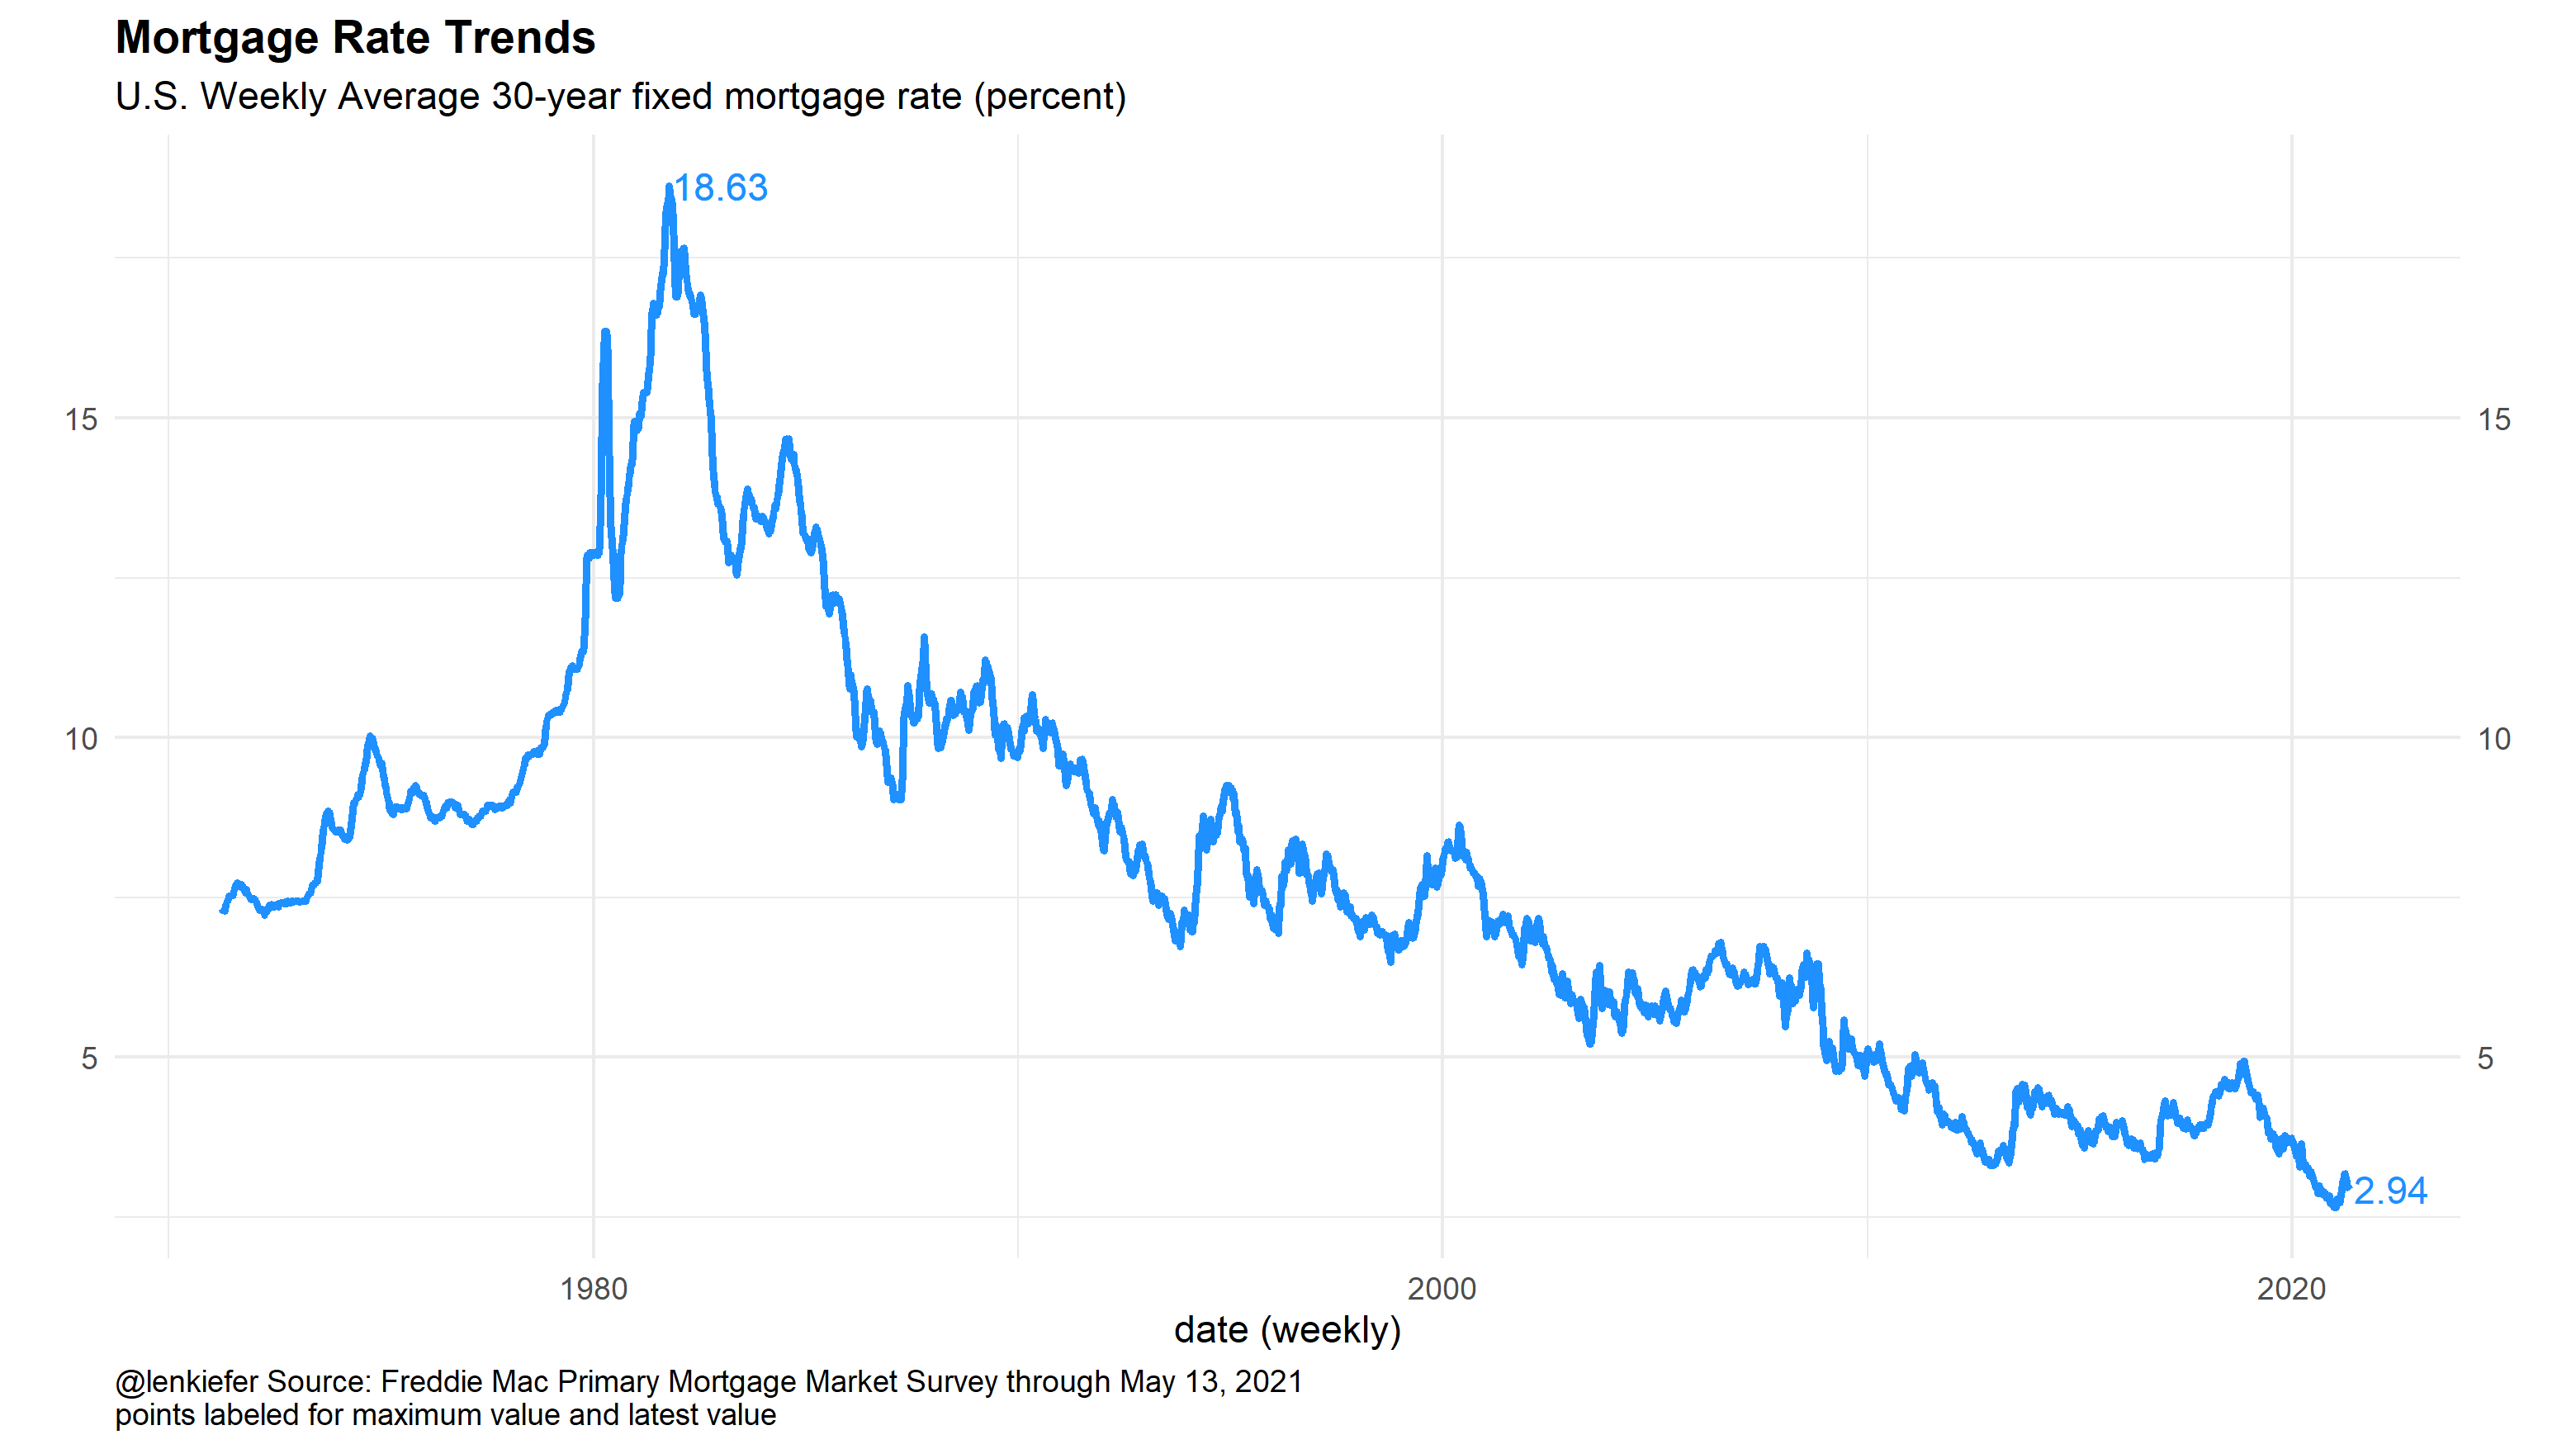 Mortgage Rate Trends
U.S. Weekly Average 30-year fixed mortgage rate (percent)
18.63
15
15
10
10
5
5
2.94
1980
2000
2020
date (weekly)
@lenkiefer Source: Freddie Mac Primary Mortgage Market Survey through May 13, 2021
points labeled for maximum value and latest value